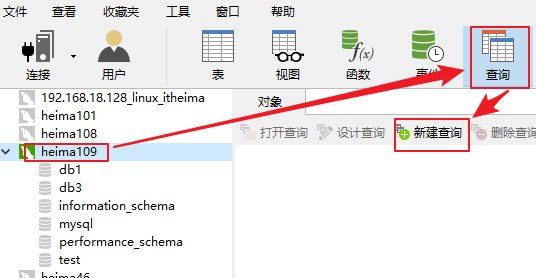 文件 查看 收藏夹 工具 窗口 帮助
连接 用户 表 视图 函数 查询
f(x)
192.168.18.128_linux_itheima
heima101
heima108
heima109
db1
db3
information_schema
mysql
performance_schema
test
heima46
对象
打开查询 设计查询 新建查询 删除查询